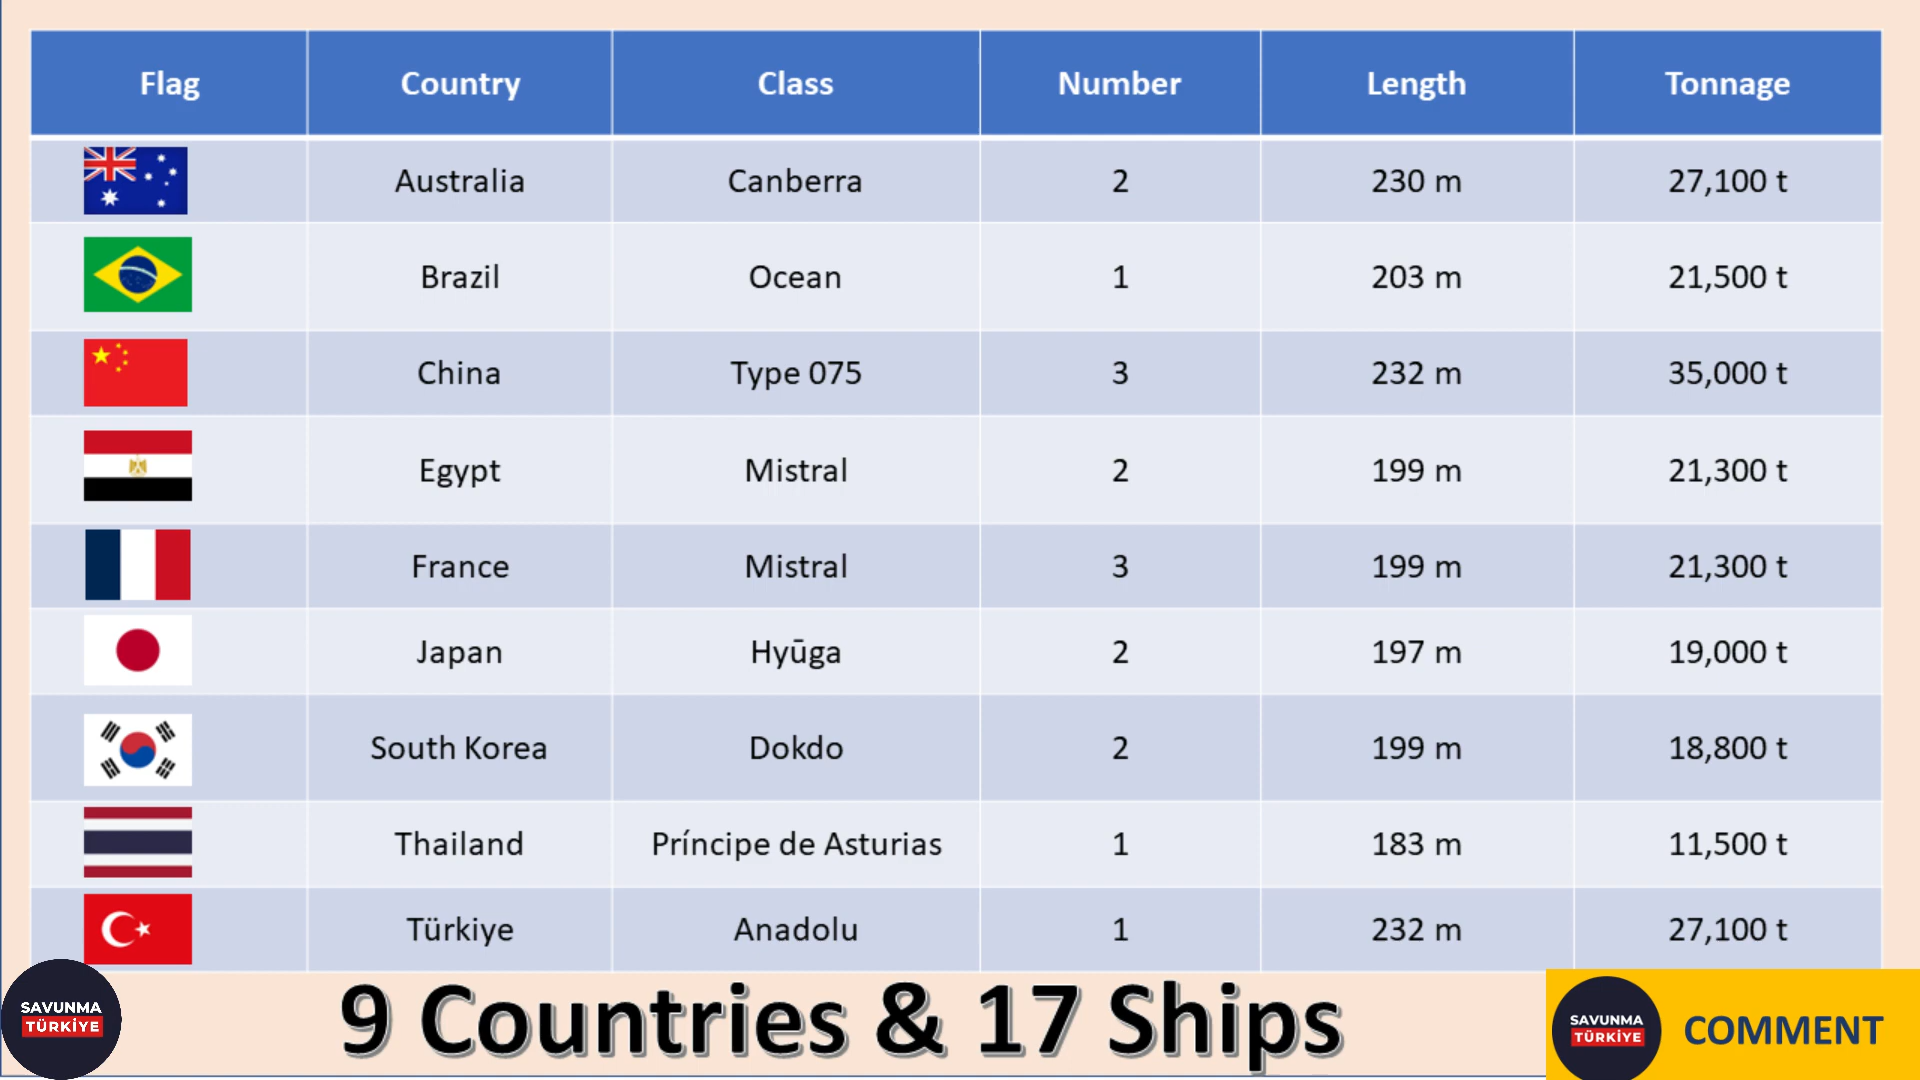 Flag Country Class Number Length Tonnage
Australia Canberra 2 230 m 27,100 t
Brazil Ocean 1 203 m 21,500 t
China Type 075 3 232 m 35,000 t
Egypt Mistral 2 199 m 21,300 t
France Mistral 3 199 m 21,300 t
Japan Hyūga 2 197 m 19,000 t
South Korea Dokdo 2 199 m 18,800 t
Thailand Príncipe de Asturias 1 183 m 11,500 t
Türkiye Anadolu 1 232 m 27,100 t
SAVUNMA
TÜRKİYE
9 Countries & 17 Ships
SAVUNMA
TÜRKİYE
COMMENT